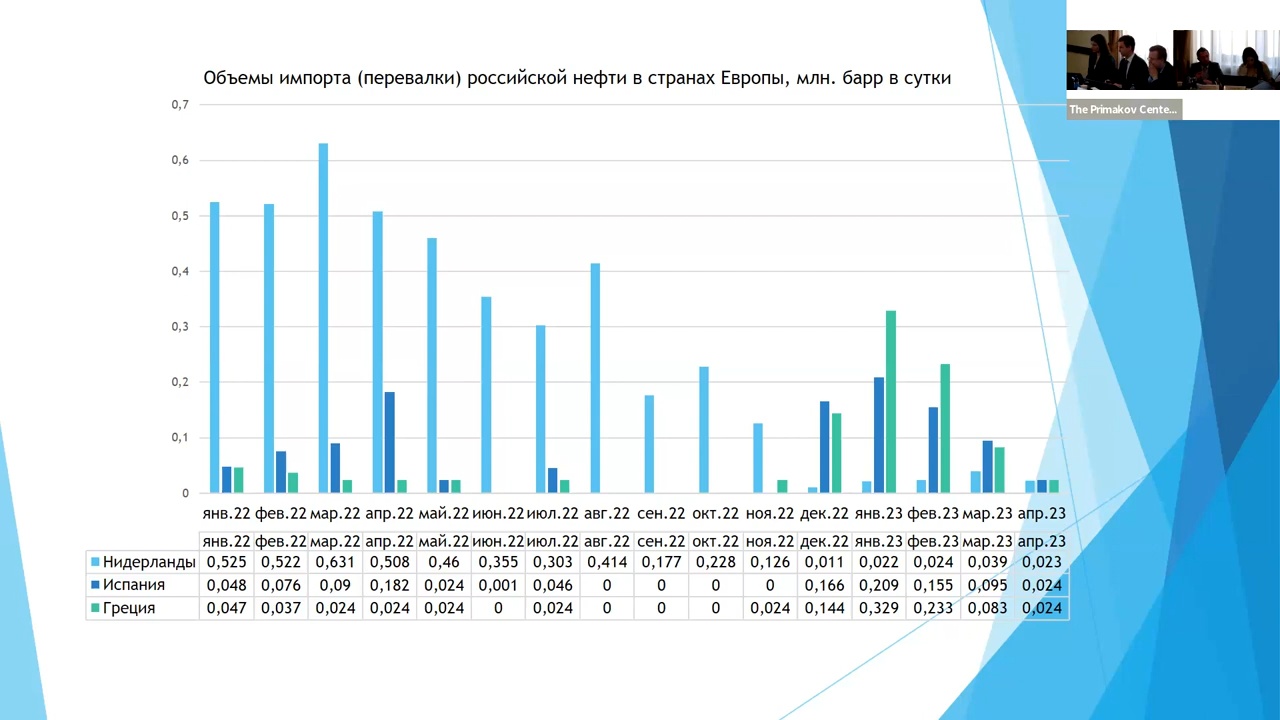 The Primakov Cente...
Объемы импорта (перевалки) российской нефти в странах Европы, млн. барр в сутки
0,7
0,6
0,5
0,4
0,3
0,2
0,1
0
янв.22 фев.22 мар.22 апр.22 май.22 июн.22 июл.22 авг.22 сен.22 окт.22 ноя.22 дек.22 янв.23 фев.23 мар.23 апр.23
янв.22 фев.22 мар.22 апр.22 май.22 июн.22 июл.22 авг.22 сен.22 окт.22 ноя.22 дек.22 янв.23 фев.23 мар.23 апр.23
Нидерланды 0,525 0,522 0,631 0,508 0,46 0,355 0,303 0,414 0,177 0,228 0,126 0,011 0,022 0,024 0,039 0,023
Испания 0,048 0,076 0,09 0,182 0,024 0,001 0,046 0 0 0 0 0,166 0,209 0,155 0,095 0,024
Греция 0,047 0,037 0,024 0,024 0,024 0 0,024 0 0 0 0,024 0,144 0,329 0,233 0,083 0,024